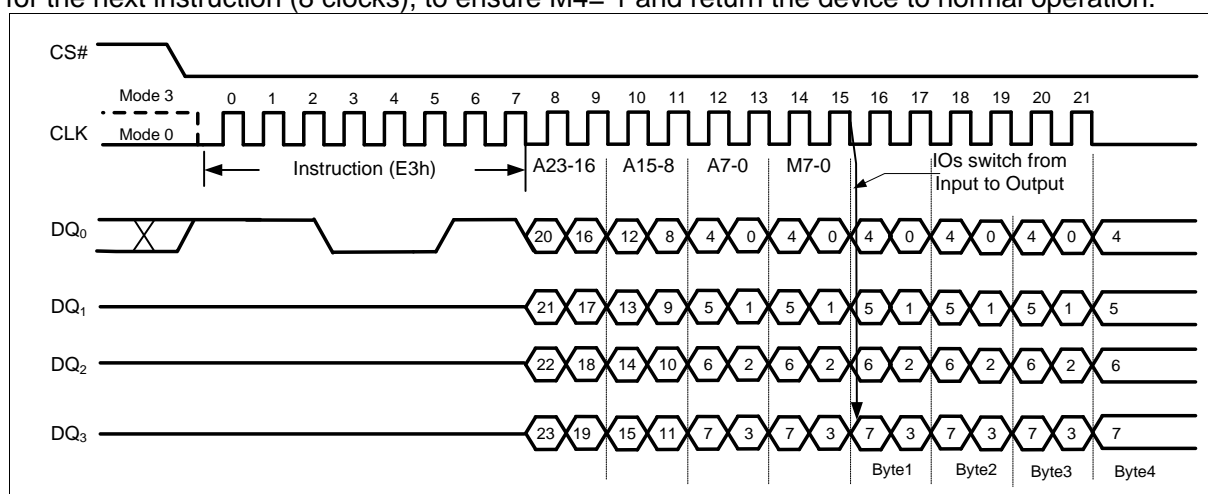 for the next instruction (8 clocks), to ensure M4= 1 and return the device to normal operation.
CS#
Mode 3
0 1 2 3 4 5 6 7 8 9 10 11 12 13 14 15 16 17 18 19 20 21
CLK
Mode 0
Instruction (E3h)
A23-16 A15-8 A7-0 M7-0
IOs switch from
Input to Output
DQ0
20 16 12 8 4 0 4 0 4 0 4 0 4 0 4
DQ1
21 17 13 9 5 1 5 1 5 1 5 1 5 1 5
DQ2
22 18 14 10 6 2 6 2 6 2 6 2 6 2 6
DQ3
23 19 15 11 7 3 7 3 7 3 7 3 7 3 7
Byte1 Byte2 Byte3 Byte4